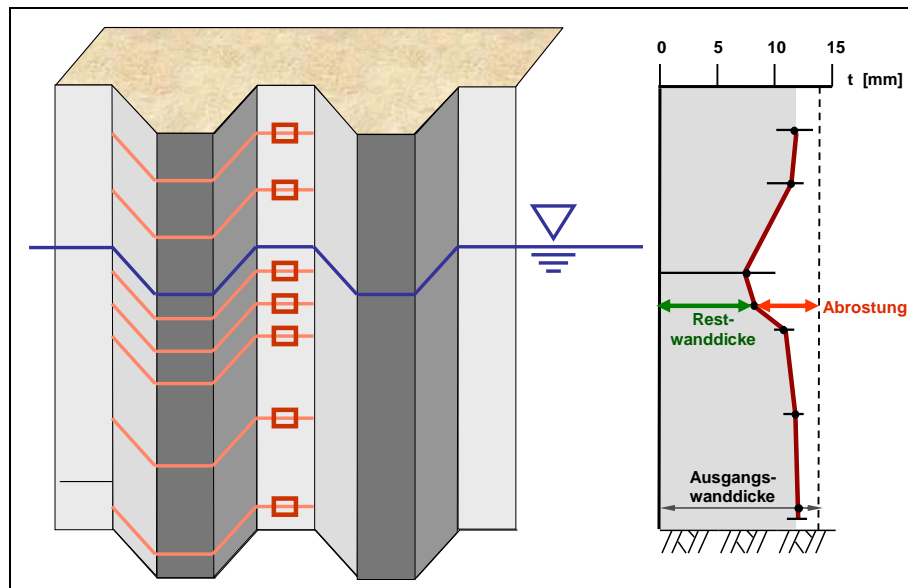 0 5 10 15
t [mm]
Rest-
wanddicke
Abrostung
Ausgangs-
wanddicke